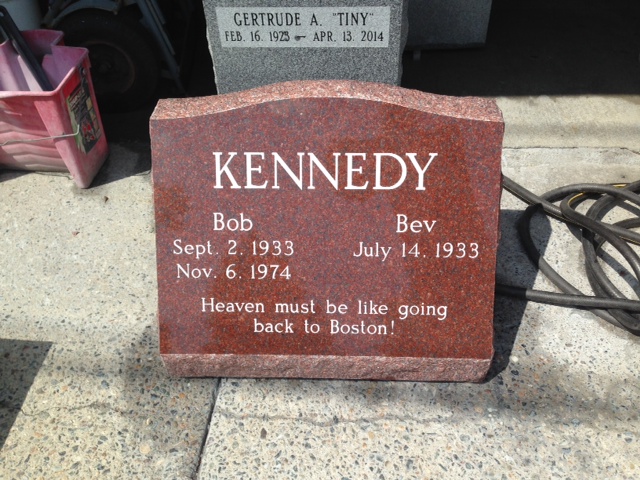 GERTRUDE A. "TINY"
FEB. 16. 1923 ~ APR. 13. 2014
KENNEDY
Bob Bev
Sept. 2. 1933 July 14. 1933
Nov. 6. 1974
Heaven must be like going
back to Boston!